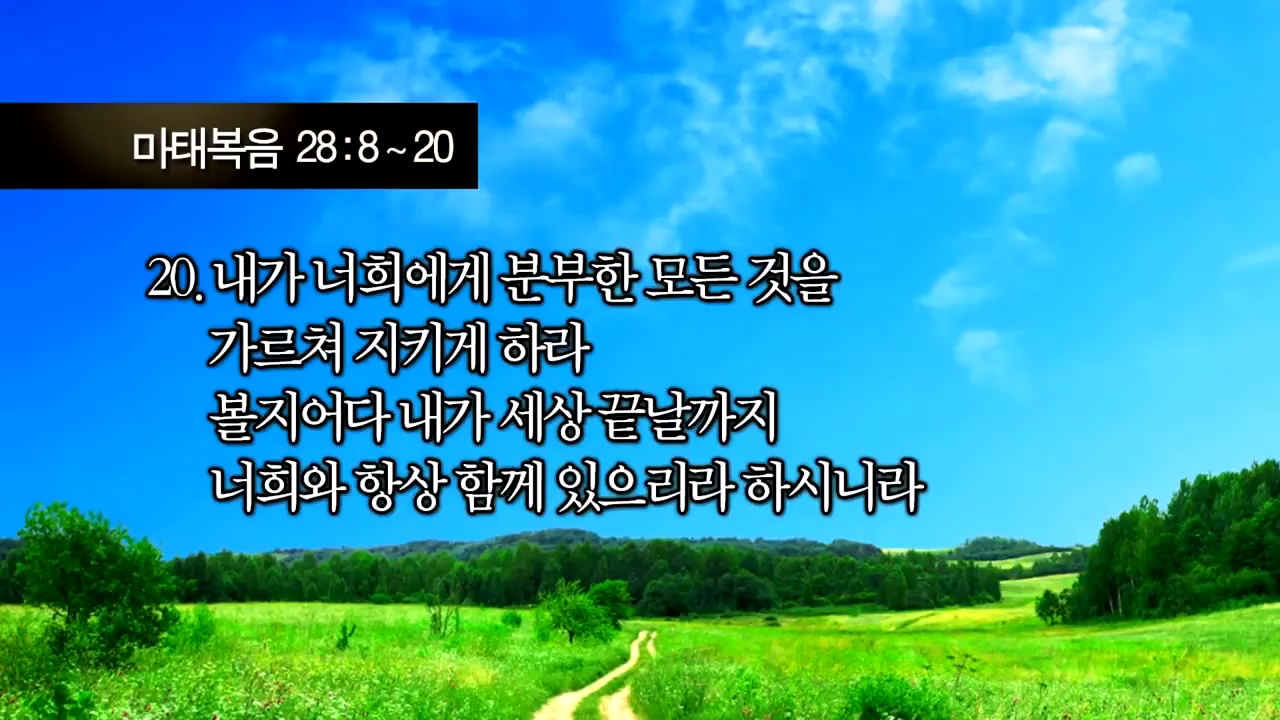 마태복음 28:8~20
20. 내가 너희에게 분부한 모든 것을
가르쳐 지키게 하라
볼지어다 내가 세상 끝날까지
너희와 항상 함께 있으리라 하시니라